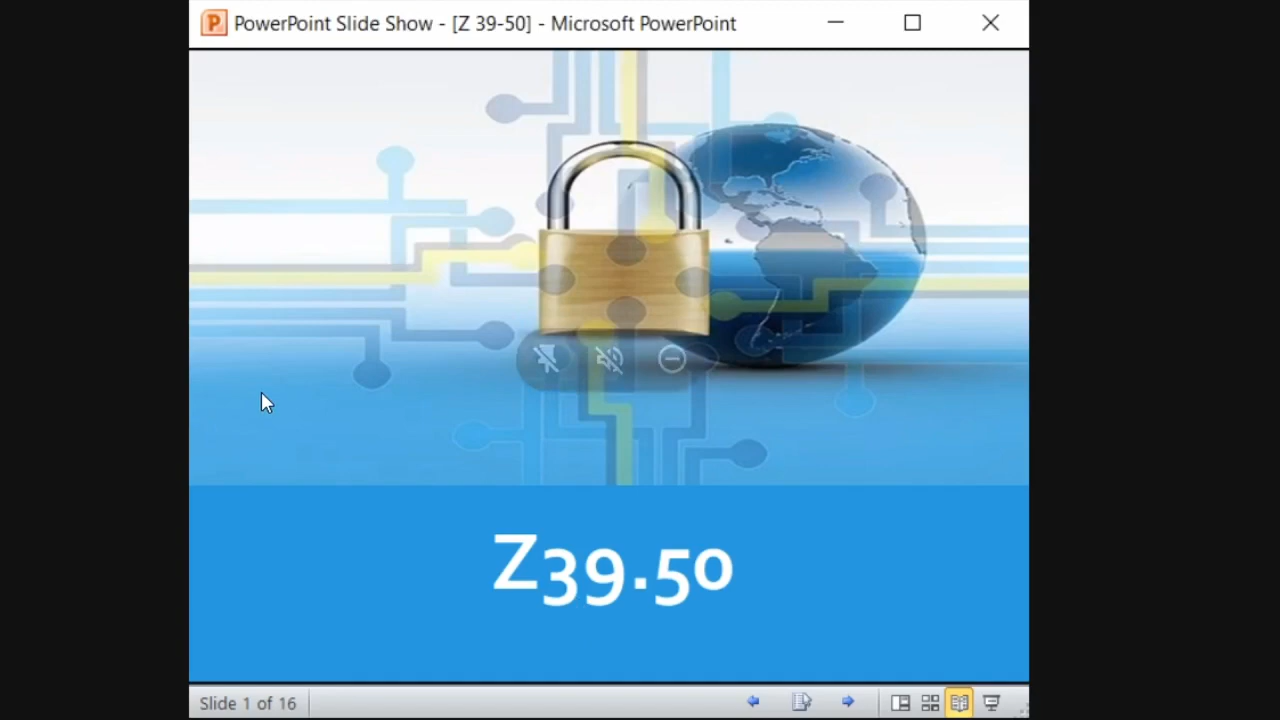 PowerPoint Slide Show - [Z 39-50] - Microsoft PowerPoint
Z39.50
Slide 1 of 16